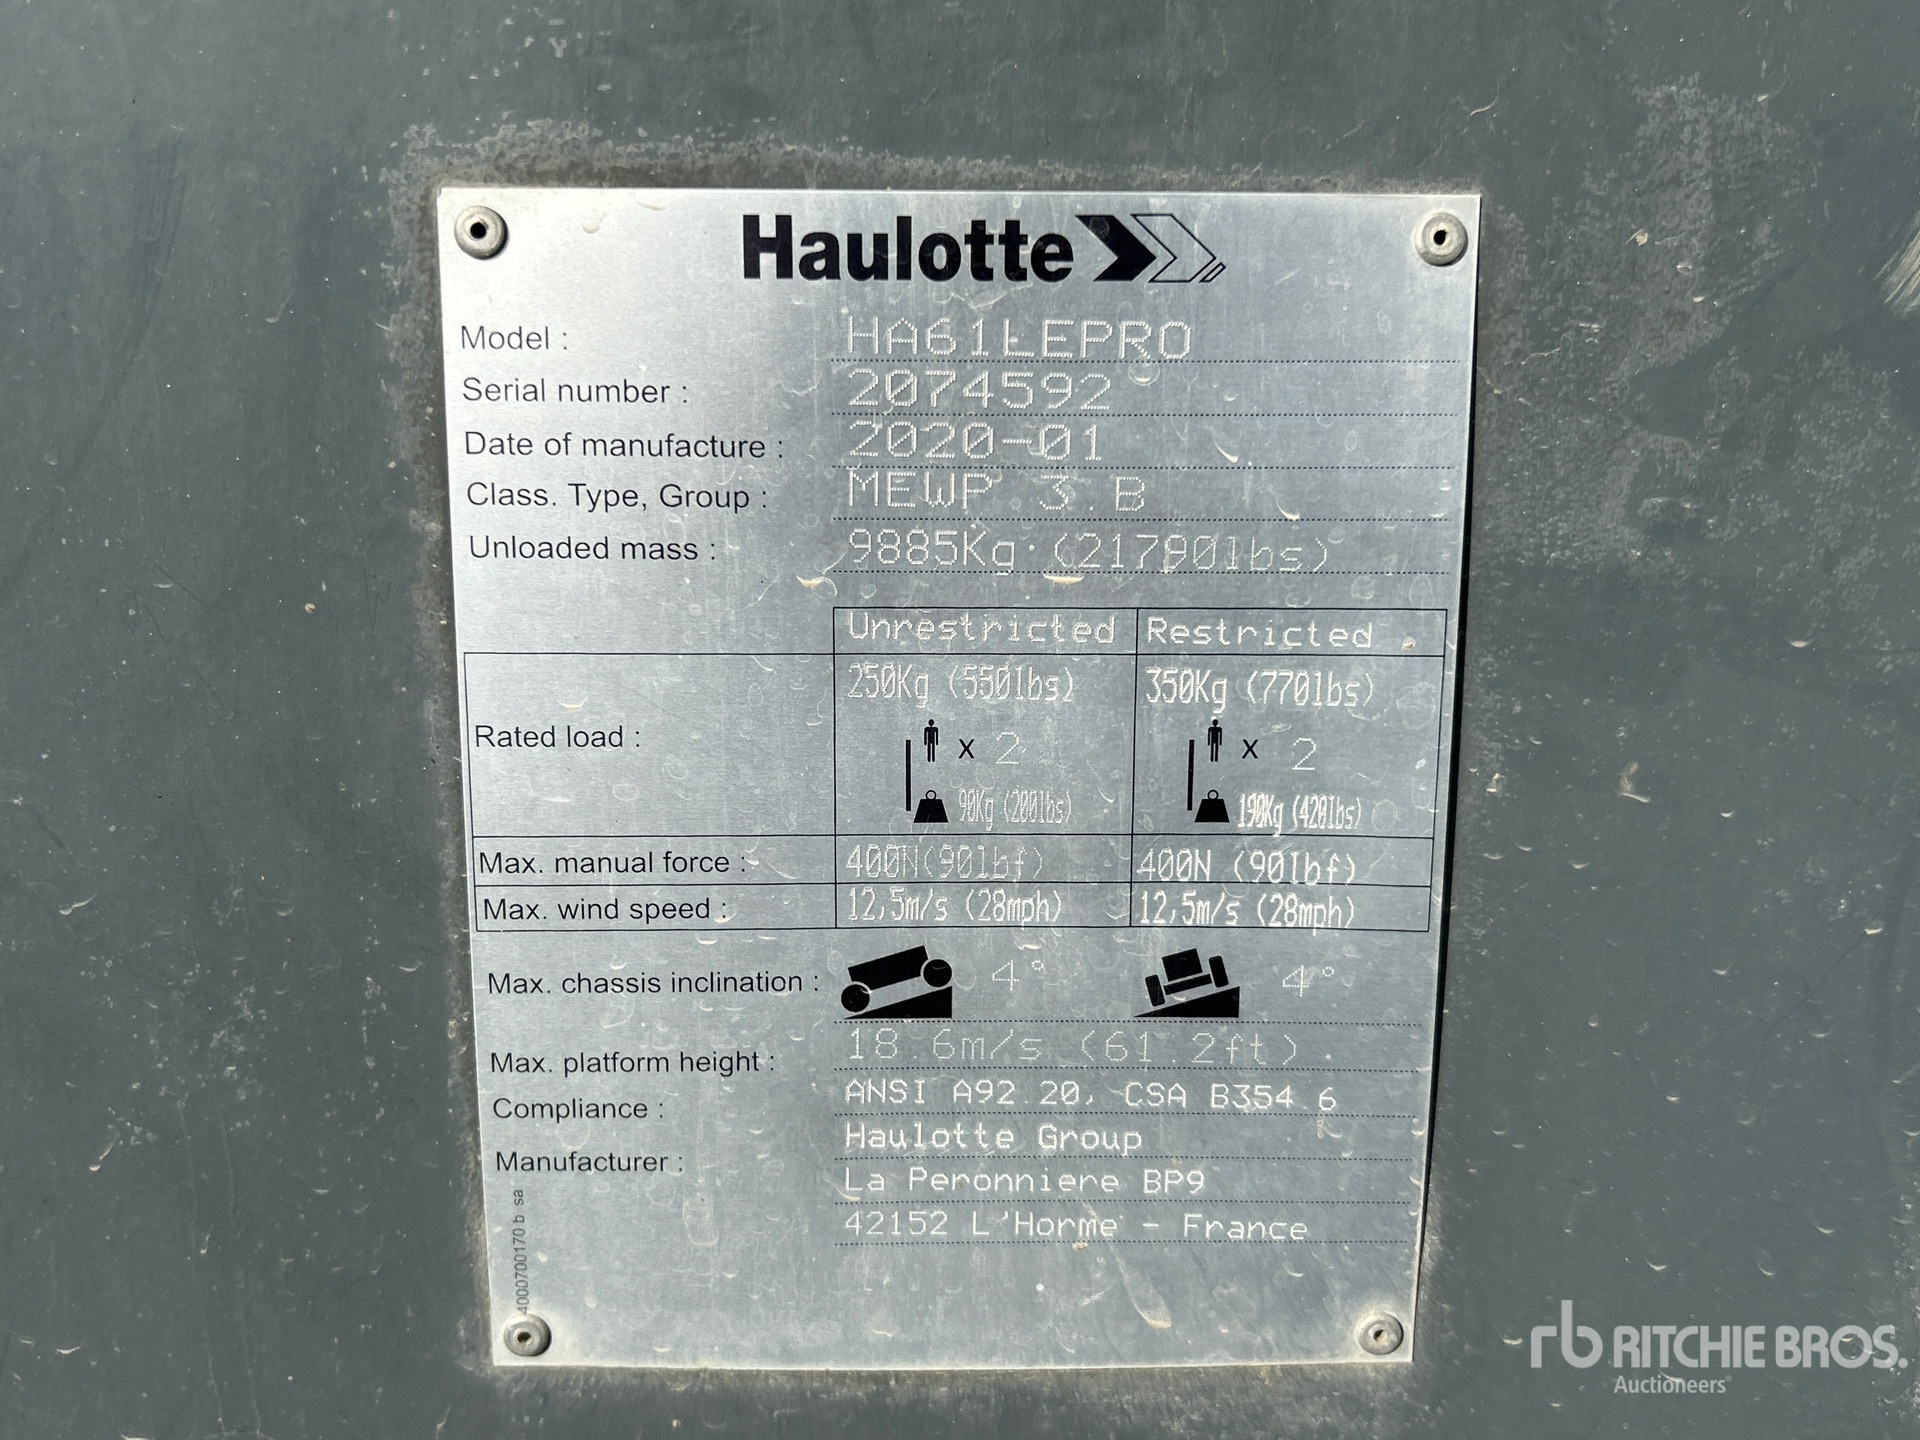 Haulotte
Model : HA61LEPRO
Serial number : 2074592
Date of manufacture : 2020-01
Class. Type, Group : MEWP 3.B
Unloaded mass : 9885Kg (21790lbs)
Unrestricted Restricted
250Kg (550lbs) 350Kg (770lbs)
Rated load : x 2 x 2
90Kg (200lbs) 190Kg (420lbs)
Max. manual force : 400N(90lbf) 400N (90lbf)
Max. wind speed : 12,5m/s (28mph) 12,5m/s (28mph)
Max. chassis inclination : 4° 4°
Max. platform height : 18.6m/s (61.2ft)
Compliance : ANSI A92.20, CSA B354.6
Manufacturer : Haulotte Group
La Peronniere BP9
42152 L'Horme - France
4000700170 b sa
rb RITCHIE BROS.
Auctioneers